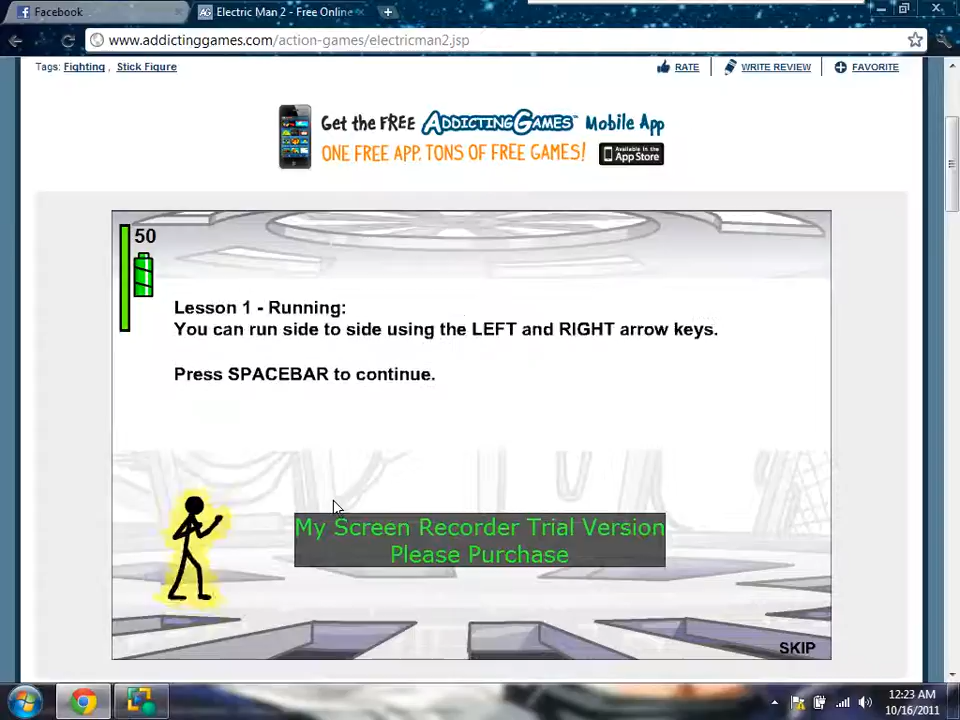 Facebook
Electric Man 2 - Free Online
www.addictinggames.com/action-games/electricman2.jsp
Tags: Fighting , Stick Figure
RATE
WRITE REVIEW
FAVORITE
Get the FREE ADDICTINGGAMES Mobile App
ONE FREE APP, TONS OF FREE GAMES!
Available in the App Store
50
Lesson 1 - Running:
You can run side to side using the LEFT and RIGHT arrow keys.
Press SPACEBAR to continue.
My Screen Recorder Trial Version
Please Purchase
SKIP
12:23 AM
10/16/2011